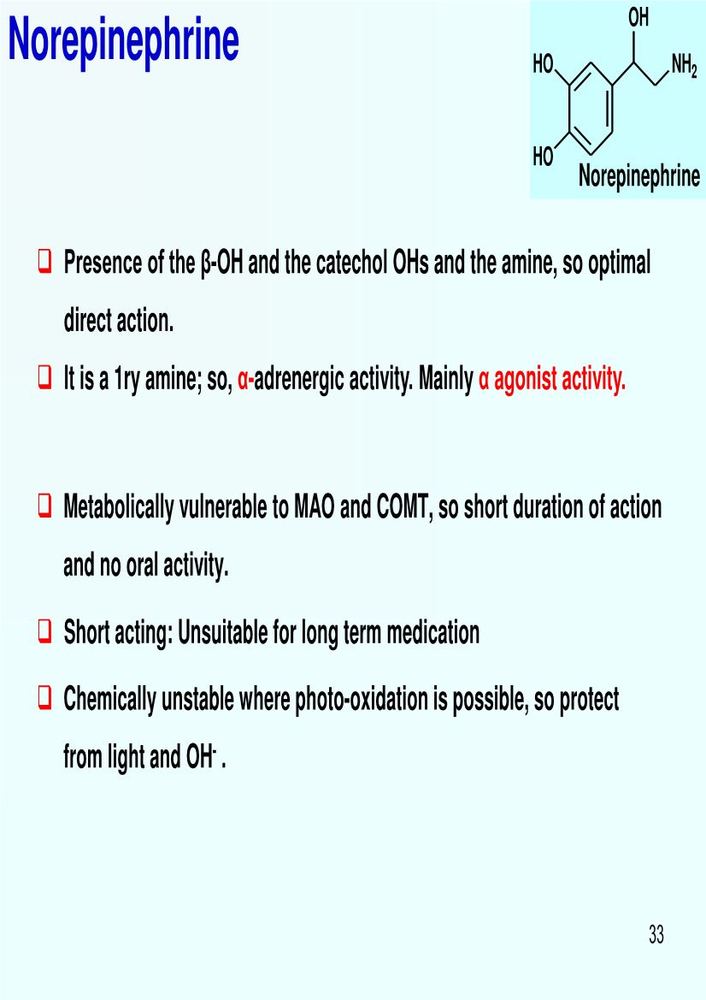 Norepinephrine
OH
HO
NH2
HO
Norepinephrine
❑ Presence of the β-OH and the catechol OHs and the amine, so optimal
direct action.
❑ It is a 1ry amine; so, α-adrenergic activity. Mainly α agonist activity.
❑ Metabolically vulnerable to MAO and COMT, so short duration of action
and no oral activity.
❑ Short acting: Unsuitable for long term medication
❑ Chemically unstable where photo-oxidation is possible, so protect
from light and OH- .
33